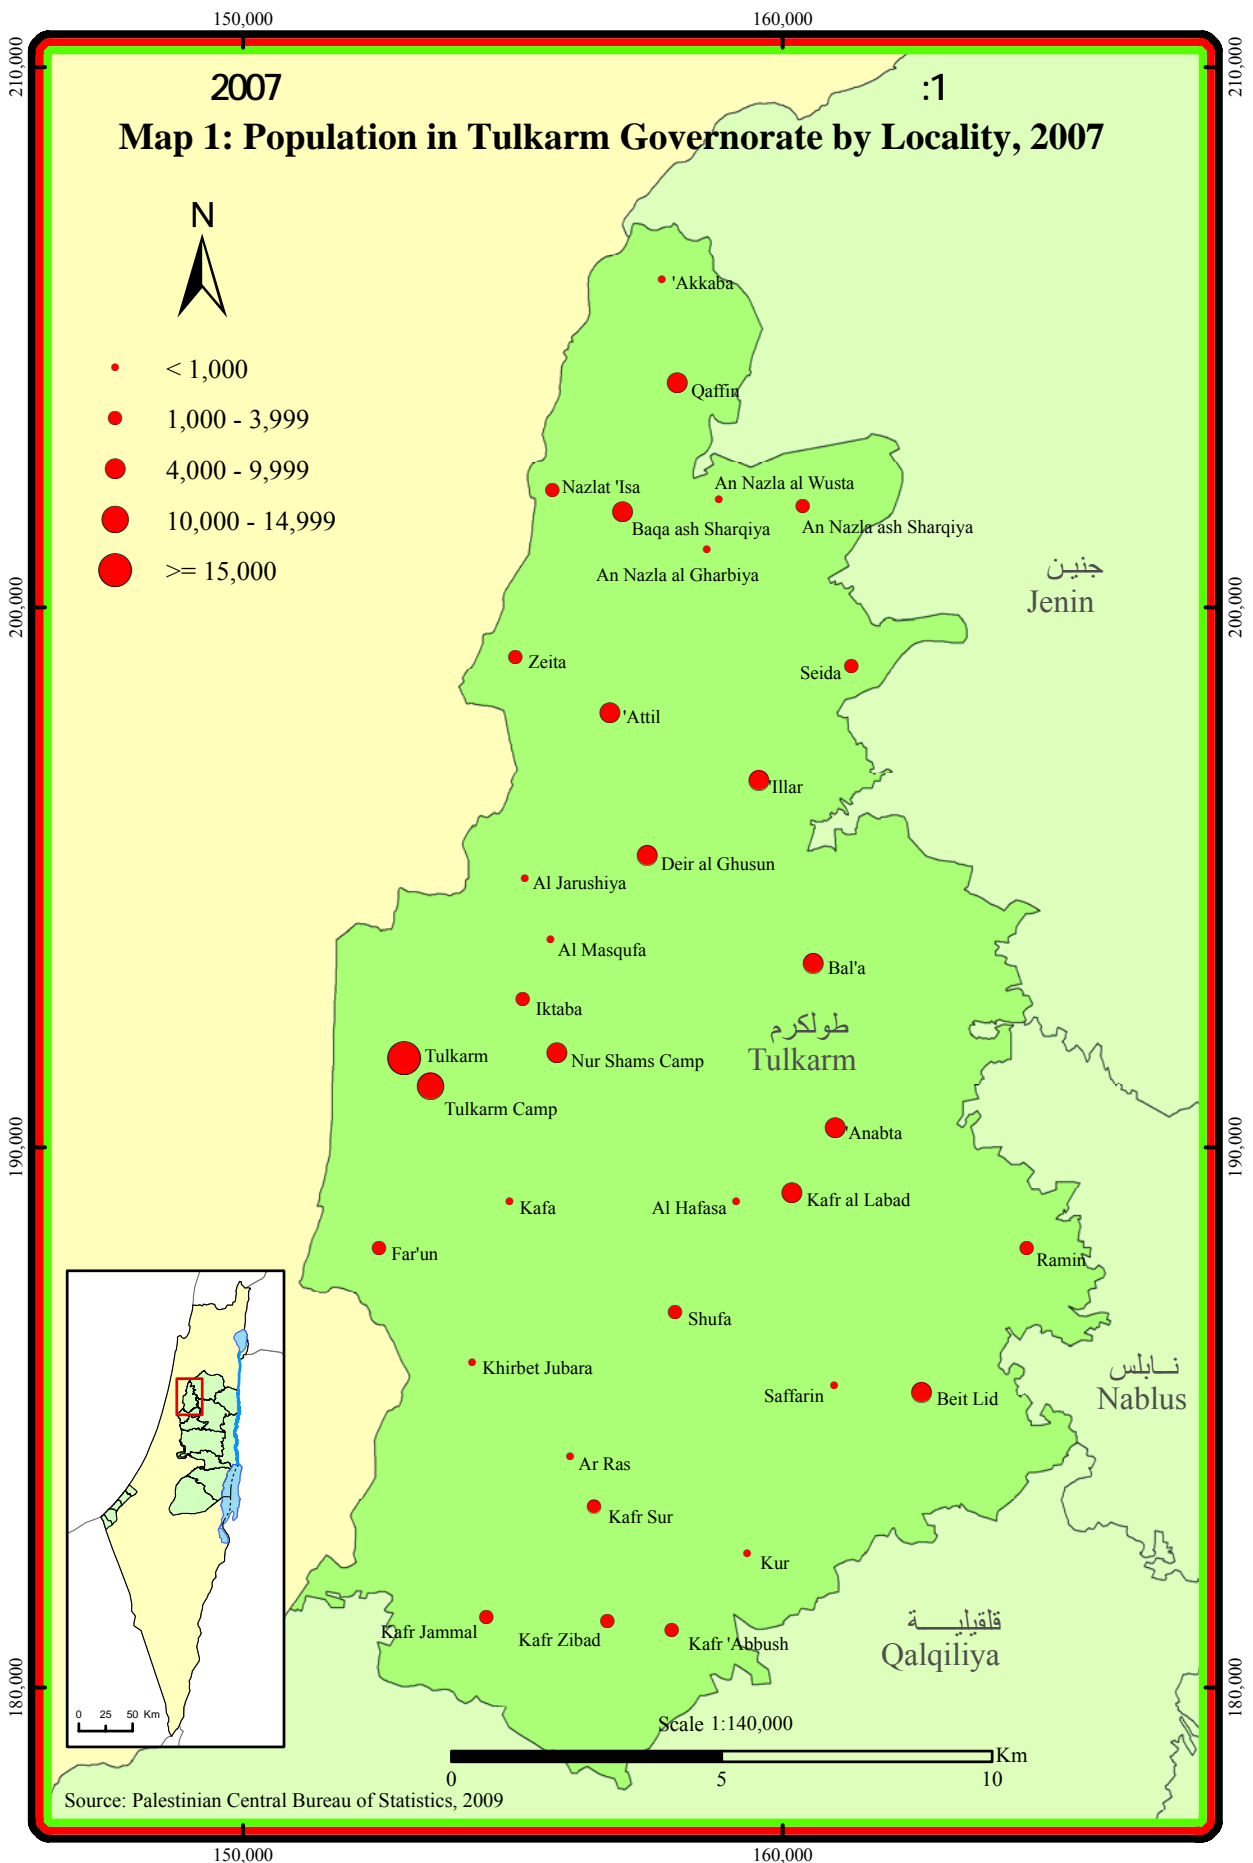 150,000
160,000
210,000
210,000
2007
:1
Map 1: Population in Tulkarm Governorate by Locality, 2007
N
'Akkaba
< 1,000
Qaffin
1,000 - 3,999
4,000 - 9,999
Nazlat 'Isa
An Nazla al Wusta
10,000 - 14,999
Baqa ash Sharqiya
An Nazla ash Sharqiya
>= 15,000
An Nazla al Gharbiya
جنين
Jenin
200,000
200,000
Zeita
Seida
'Attil
'Illar
Deir al Ghusun
Al Jarushiya
Al Masqufa
Bal'a
Iktaba
طولكرم
Tulkarm
Tulkarm
Nur Shams Camp
Tulkarm Camp
'Anabta
190,000
190,000
Kafa
Al Hafasa
Kafr al Labad
Far'un
Ramin
Shufa
Khirbet Jubara
نابلس
Nablus
Saffarin
Beit Lid
Ar Ras
Kafr Sur
Kur
Kafr Jammal
Kafr Zibad
Kafr 'Abbush
قلقيلية
Qalqiliya
180,000
180,000
0 25 50 Km
Scale 1:140,000
Km
0 5 10
Source: Palestinian Central Bureau of Statistics, 2009
150,000
160,000